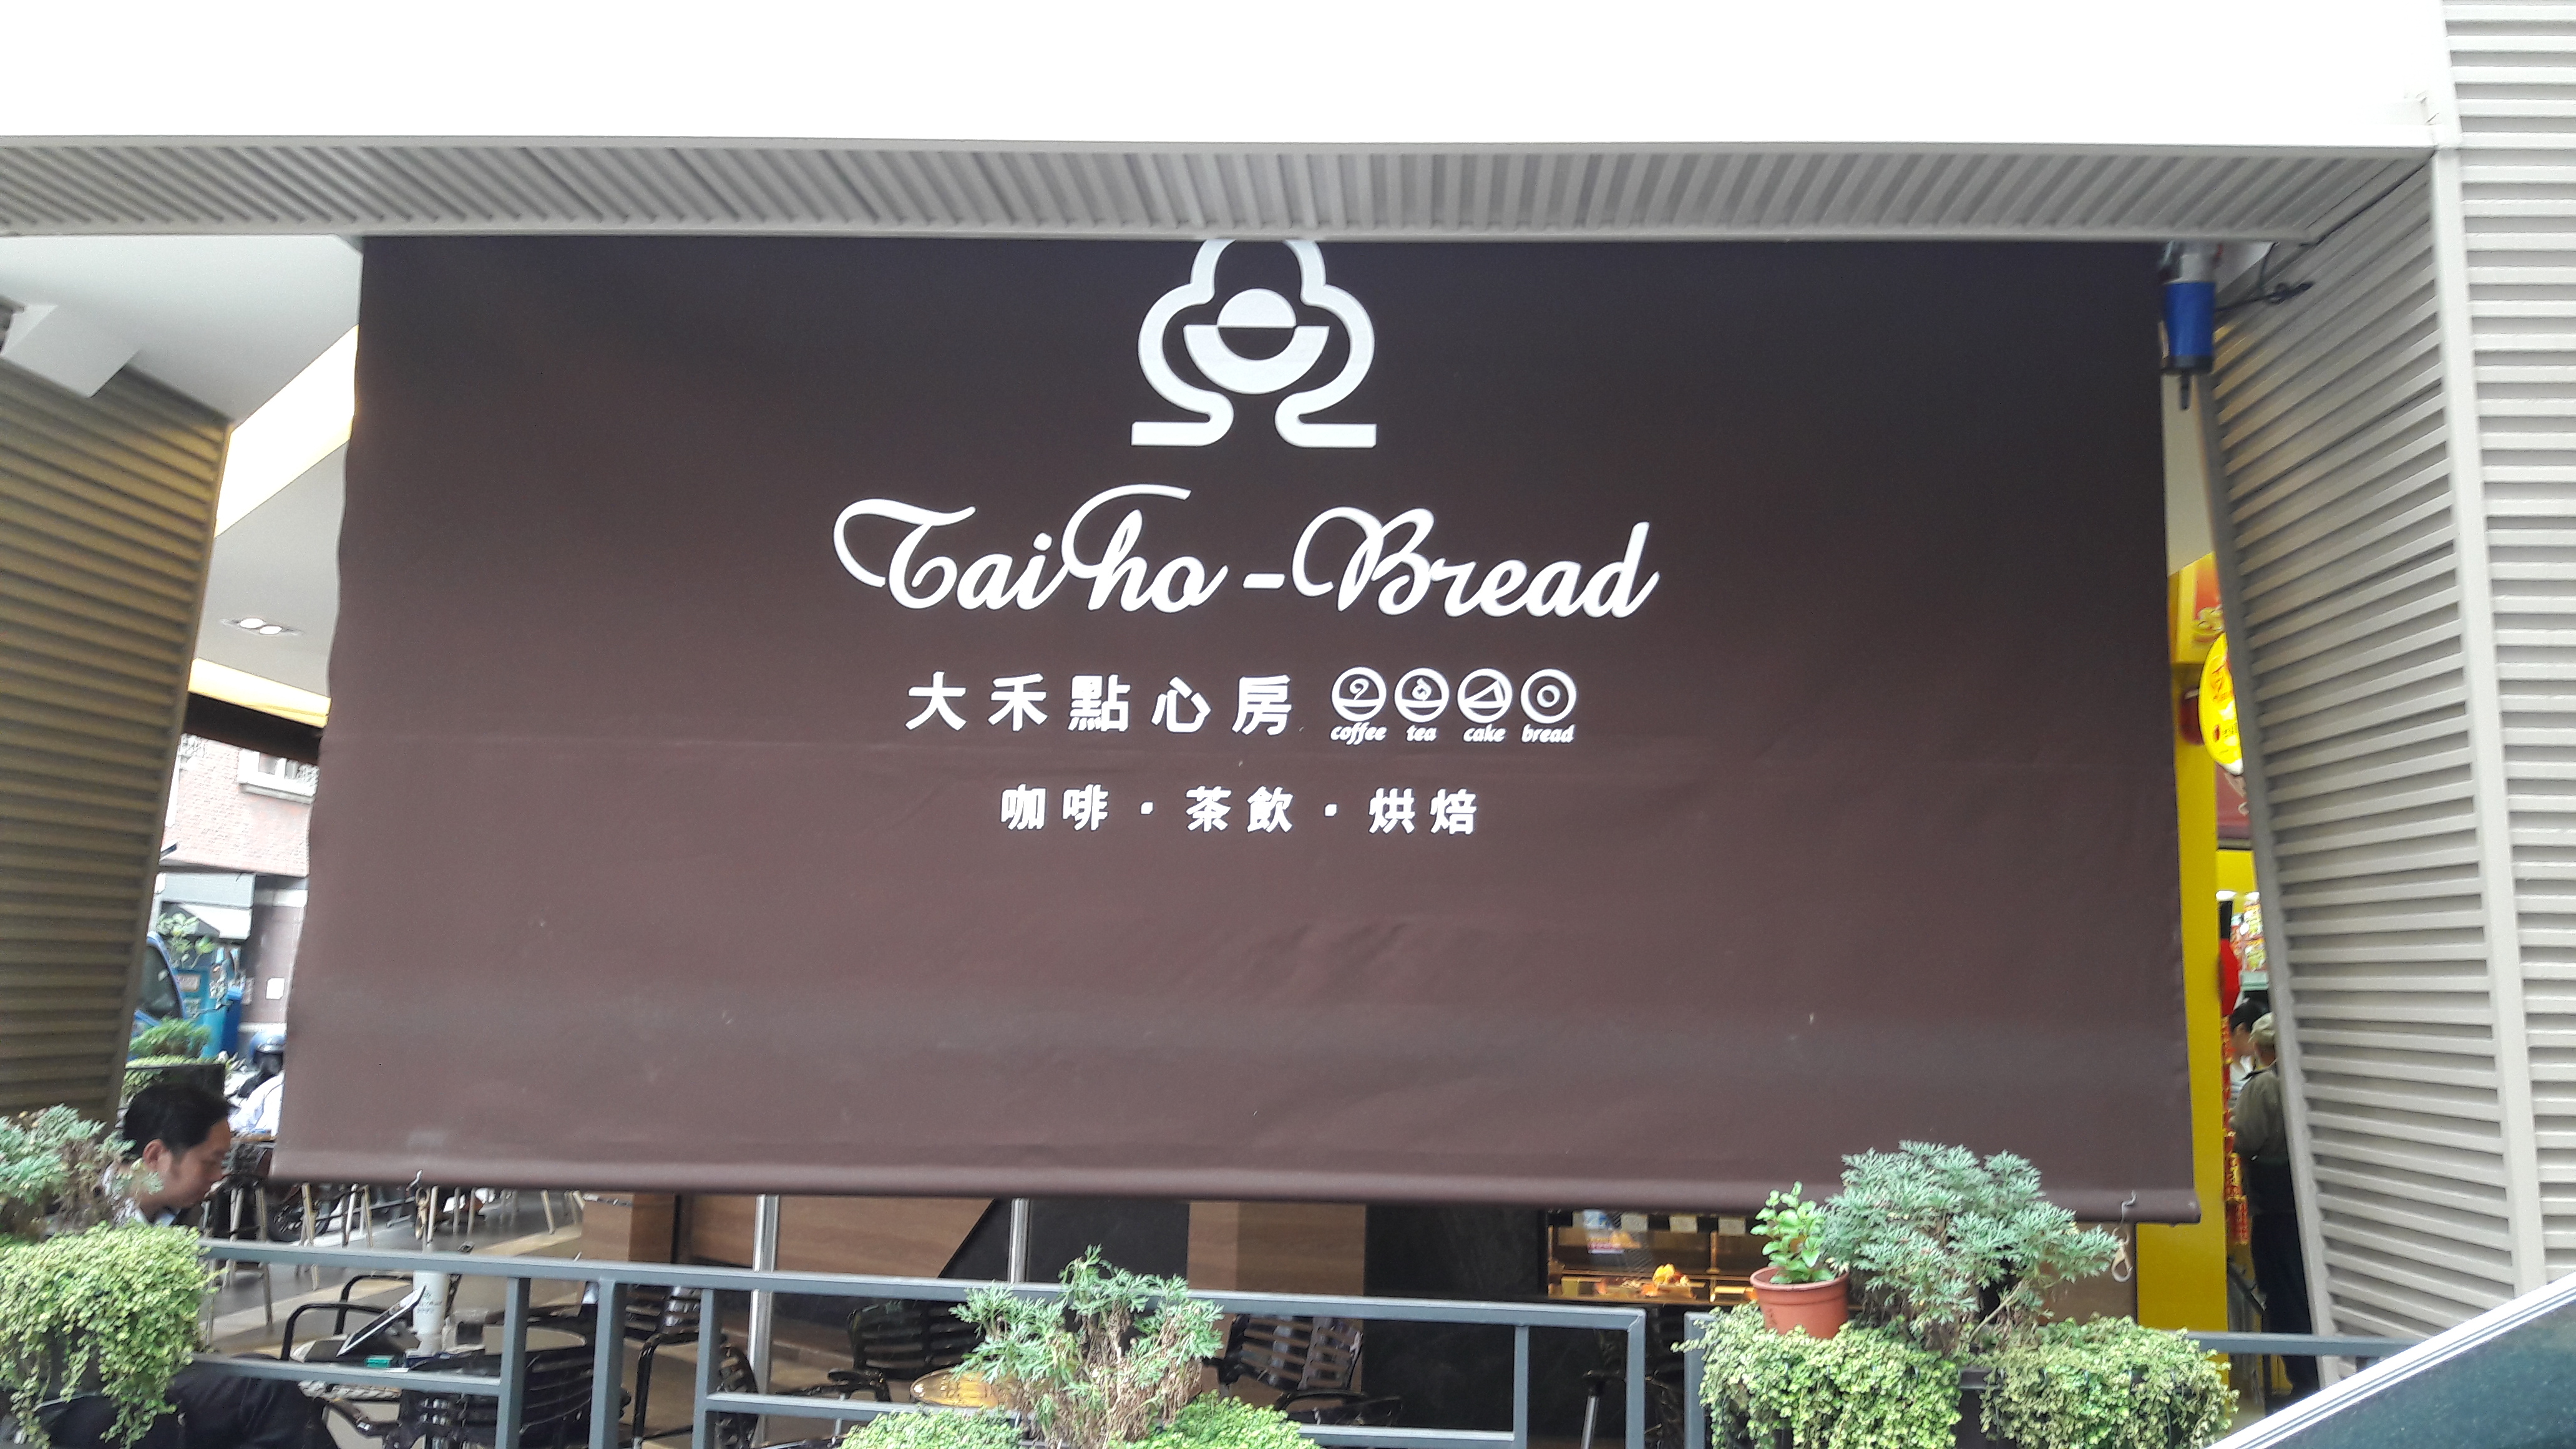 Taiho-Bread
大禾點心房
coffee tea cake bread
咖啡·茶飲·烘焙